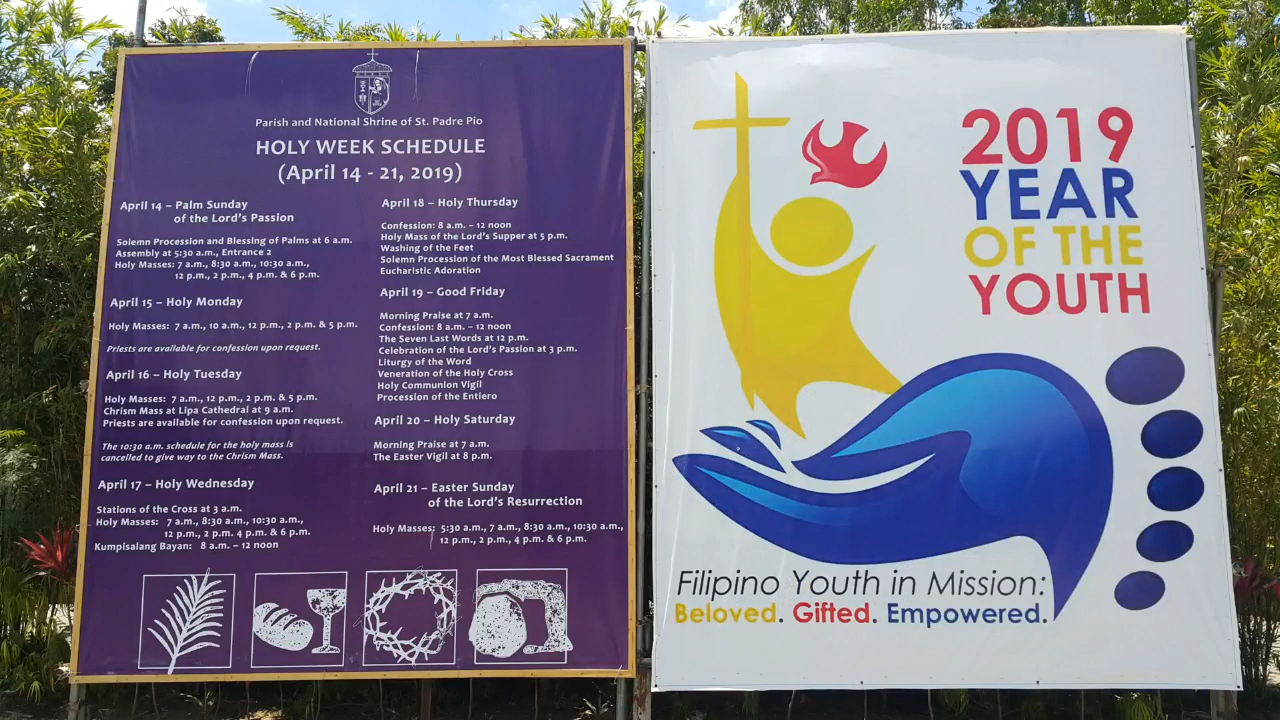 Parish and National Shrine of St. Padre Pio
HOLY WEEK SCHEDULE
(April 14 - 21, 2019)
April 14 – Palm Sunday
of the Lord's Passion
Solemn Procession and Blessing of Palms at 6 a.m.
Assembly at 5:30 a.m., Entrance 2
Holy Masses: 7 a.m., 8:30 a.m., 10:30 a.m.,
12 p.m., 2 p.m., 4 p.m. & 6 p.m.
April 15 – Holy Monday
Holy Masses: 7 a.m., 10 a.m., 12 p.m., 2 p.m. & 5 p.m.
Priests are available for confession upon request.
April 16 – Holy Tuesday
Holy Masses: 7 a.m., 12 p.m., 2 p.m. & 5 p.m.
Chrism Mass at Lipa Cathedral at 9 a.m.
Priests are available for confession upon request.
The 10:30 a.m. schedule for the holy mass is
cancelled to give way to the Chrism Mass.
April 17 – Holy Wednesday
Stations of the Cross at 3 a.m.
Holy Masses: 7 a.m., 8:30 a.m., 10:30 a.m.,
12 p.m., 2 p.m. 4 p.m. & 6 p.m.
Kumpisalang Bayan: 8 a.m. – 12 noon
April 18 – Holy Thursday
Confession: 8 a.m. – 12 noon
Holy Mass of the Lord's Supper at 5 p.m.
Washing of the Feet
Solemn Procession of the Most Blessed Sacrament
Eucharistic Adoration
April 19 – Good Friday
Morning Praise at 7 a.m.
Confession: 8 a.m. – 12 noon
The Seven Last Words at 12 p.m.
Celebration of the Lord's Passion at 3 p.m.
Liturgy of the Word
Veneration of the Holy Cross
Holy Communion Vigil
Procession of the Entiero
April 20 – Holy Saturday
Morning Praise at 7 a.m.
The Easter Vigil at 8 p.m.
April 21 – Easter Sunday
of the Lord's Resurrection
Holy Masses: 5:30 a.m., 7 a.m., 8:30 a.m., 10:30 a.m.,
12 p.m., 2 p.m., 4 p.m. & 6 p.m.
2019
YEAR
OF THE
YOUTH
Filipino Youth in Mission:
Beloved. Gifted. Empowered.